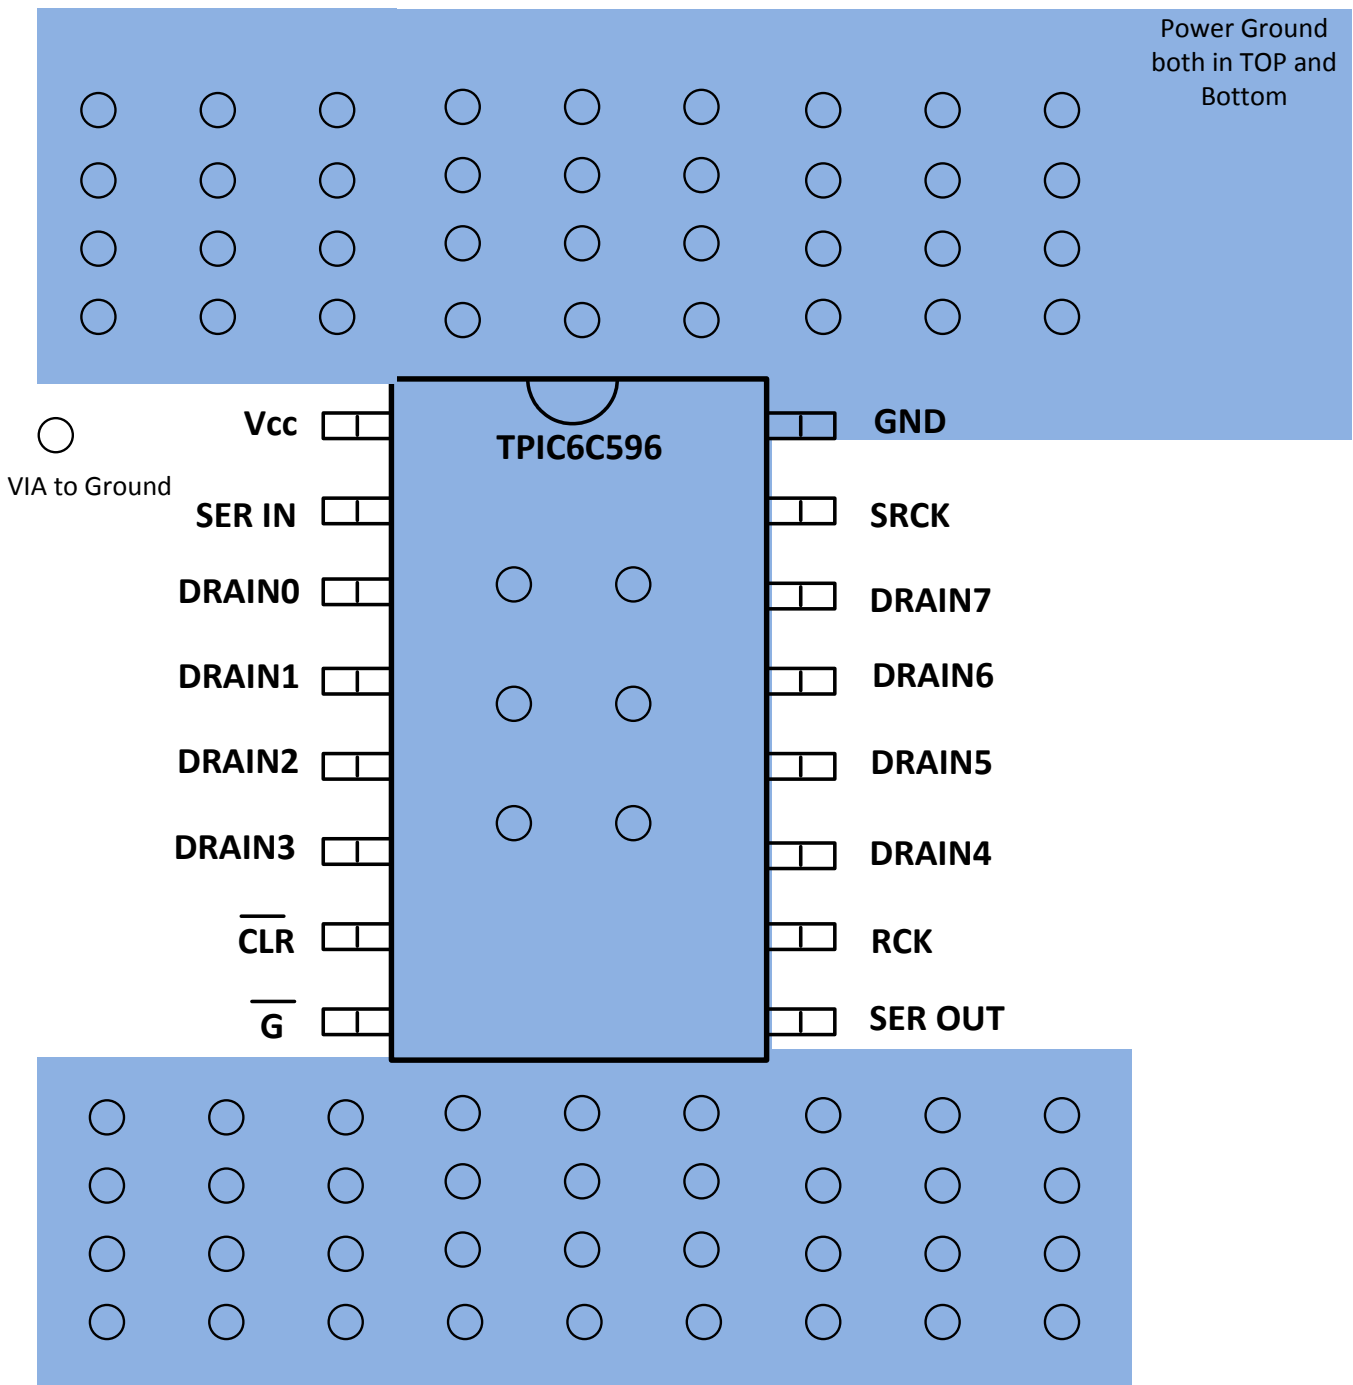 Power Ground
both in TOP and
Bottom
Vcc
GND
TPIC6C596
VIA to Ground
SER IN
SRCK
DRAIN0
DRAIN7
DRAIN1
DRAIN6
DRAIN2
DRAIN5
DRAIN3
DRAIN4
C̅L̅R̅
RCK
G̅
SER OUT